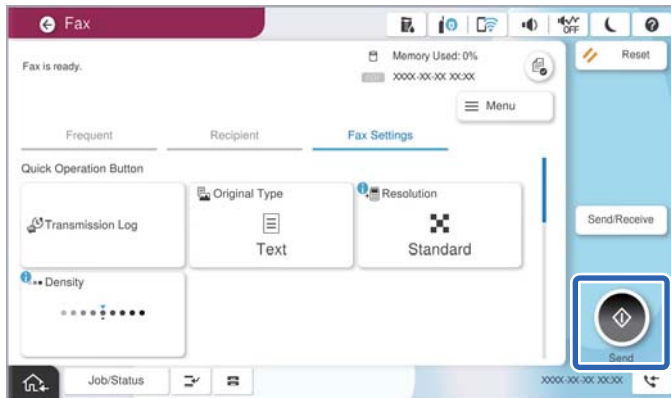 Fax
OFF
Fax is ready.
Memory Used: 0%
XXXX-XX-XX XX:XX
Reset
Menu
Frequent
Recipient
Fax Settings
Quick Operation Button
Transmission Log
Original Type
Text
Resolution
Standard
Send/Receive
Density
Send
Job/Status
XXXX-XX-XX XX:XX